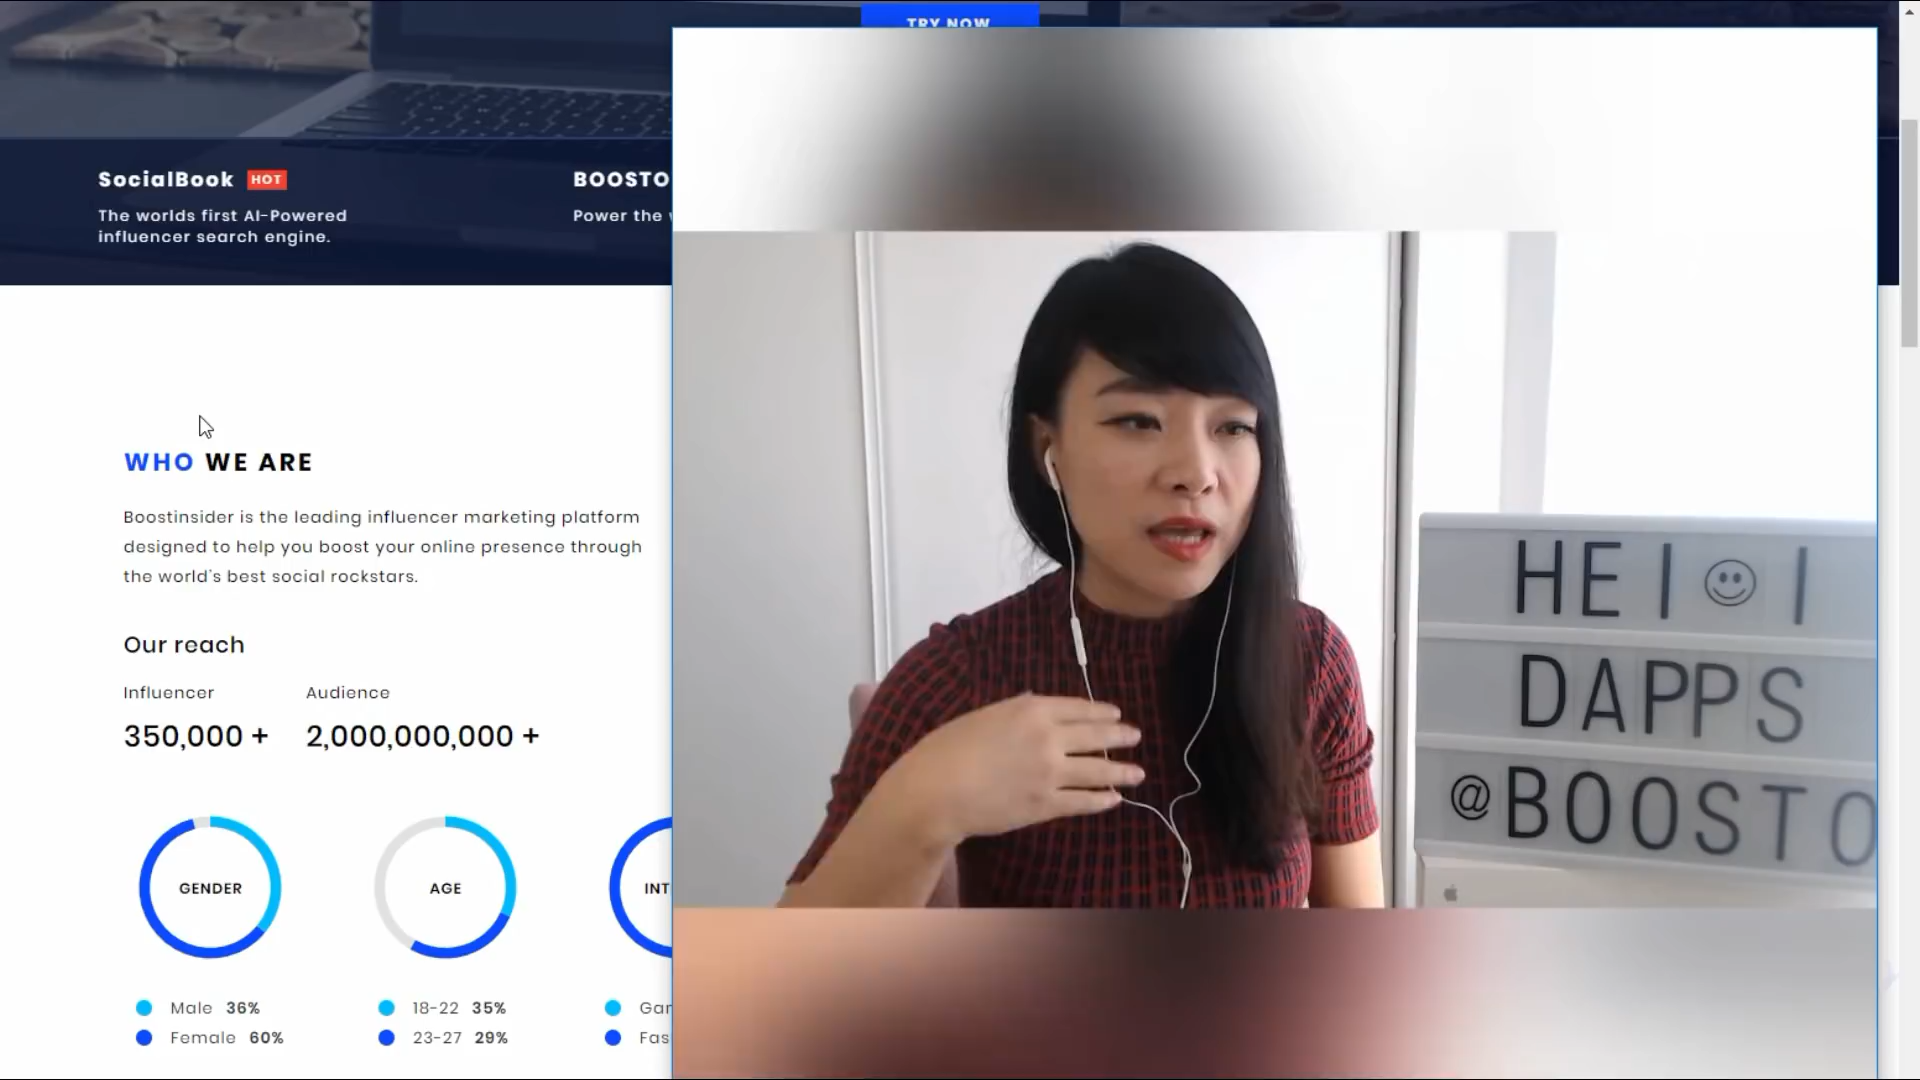 TRY NOW
SocialBook HOT
The worlds first AI-Powered
influencer search engine.
BOOSTO
Power the
WHO WE ARE
Boostinsider is the leading influencer marketing platform
designed to help you boost your online presence through
the world's best social rockstars.
Our reach
Influencer
350,000 +
Audience
2,000,000,000 +
GENDER
Male 36%
Female 60%
AGE
18-22 35%
23-27 29%
INT
Gar
Fas
HEI☺I
DAPPS
@BOOSTO